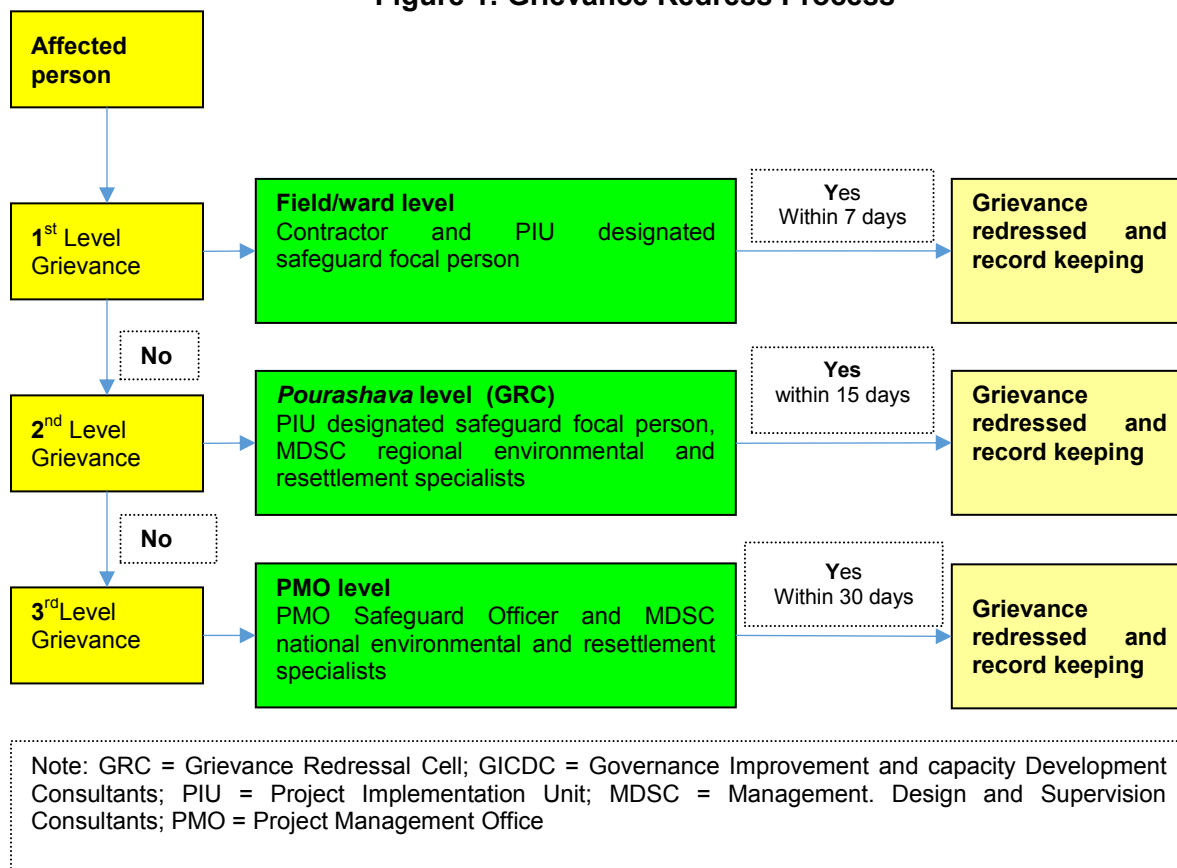 Figure 1: Grievance Redress Process
Affected
person
1st Level
Grievance
Field/ward level
Contractor and PIU designated
safeguard focal person
Yes
Within 7 days
Grievance
redressed and
record keeping
No
2nd Level
Grievance
Pourashava level (GRC)
PIU designated safeguard focal person,
MDSC regional environmental and
resettlement specialists
Yes
within 15 days
Grievance
redressed and
record keeping
No
3rd Level
Grievance
PMO level
PMO Safeguard Officer and MDSC
national environmental and resettlement
specialists
Yes
Within 30 days
Grievance
redressed and
record keeping
Note: GRC = Grievance Redressal Cell; GICDC = Governance Improvement and capacity Development
Consultants; PIU = Project Implementation Unit; MDSC = Management. Design and Supervision
Consultants; PMO = Project Management Office